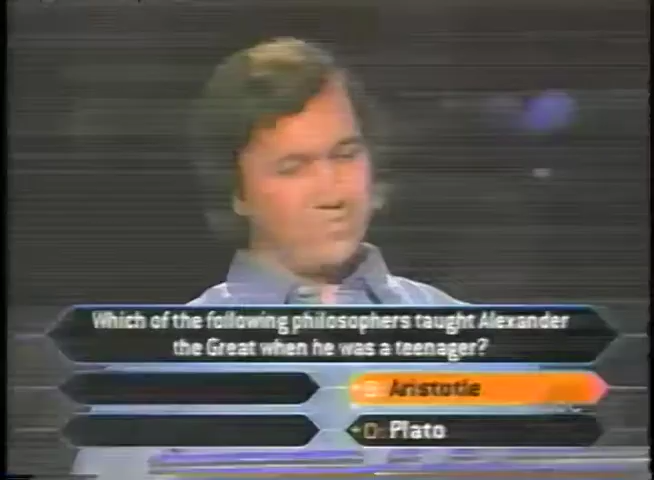 Which of the following philosophers taught Alexander
the Great when he was a teenager?
B: Aristotle
D: Plato